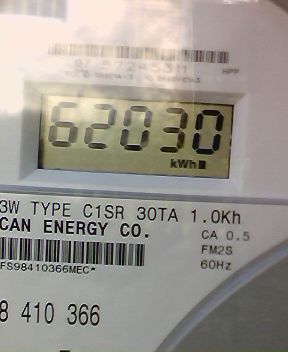 62030
kWh
3W TYPE C1SR 30TA 1.0Kh
CAN ENERGY CO.
CA 0.5
FM2S
FS98410366MEC*
60Hz
8 410 366